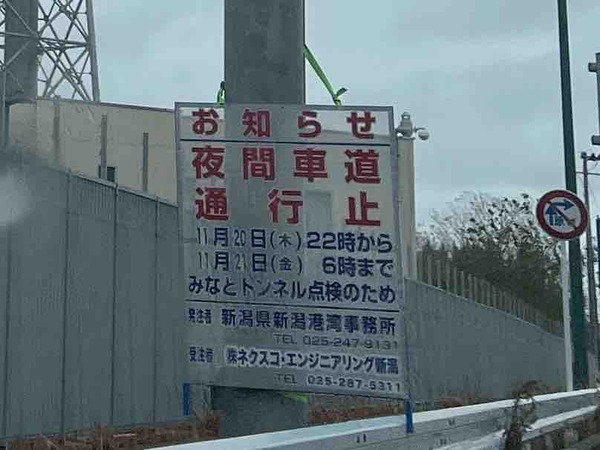 お知らせ
夜間車道
通行止
11月20日(木)22時から
11月21日(金) 6時まで
みなとトンネル点検のため
発注者 新潟県新潟港湾事務所
TEL 025-247-9131
受注者 ㈱ネクスコ・エンジニアリング新潟
TEL 025-287-5311